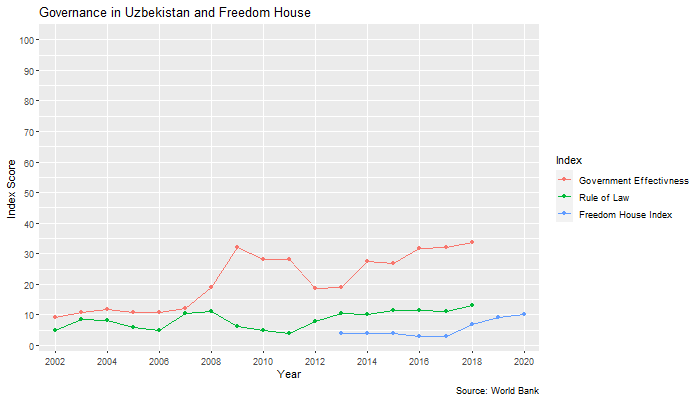 Governance in Uzbekistan and Freedom House
100
90
80
70
60
50
40
30
20
10
0
Index Score
2002 2004 2006 2008 2010 2012 2014 2016 2018 2020
Year
Index
Government Effectivness
Rule of Law
Freedom House Index
Source: World Bank